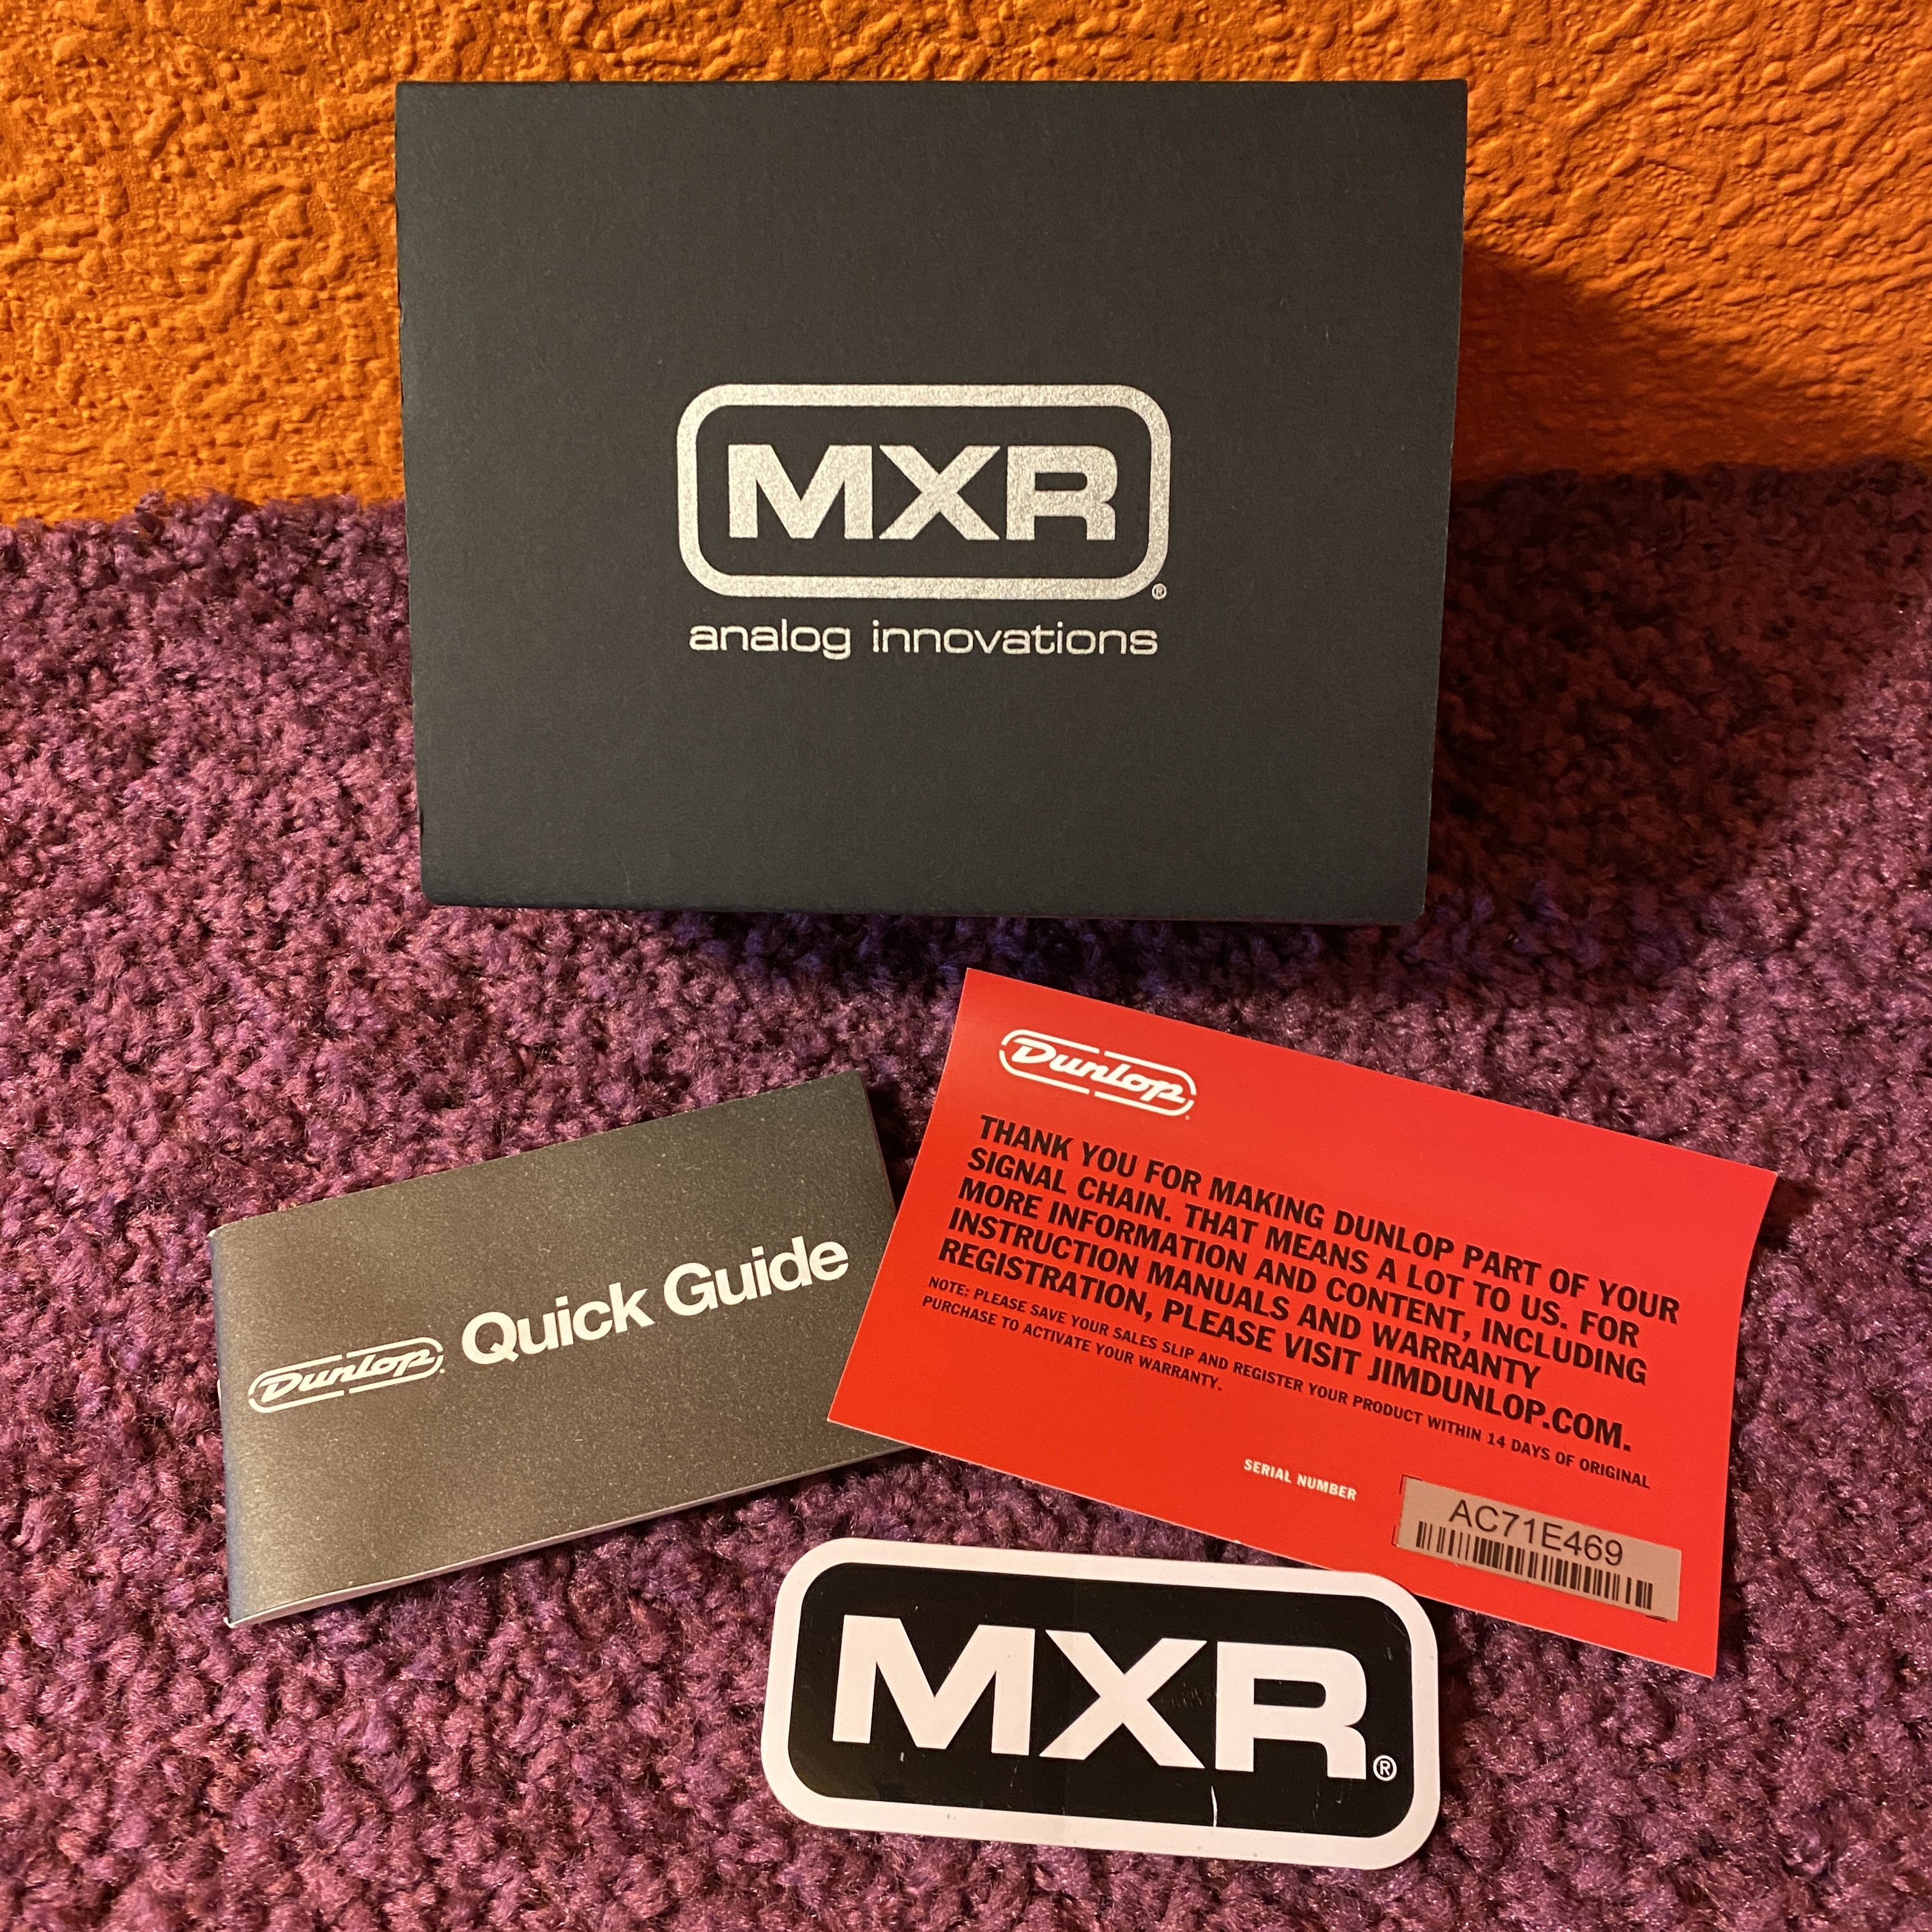 MXR
®
analog innovations
Dunlop Quick Guide
Dunlop
THANK YOU FOR MAKING DUNLOP PART OF YOUR
SIGNAL CHAIN. THAT MEANS A LOT TO US. FOR
MORE INFORMATION AND CONTENT, INCLUDING
INSTRUCTION MANUALS AND WARRANTY
REGISTRATION, PLEASE VISIT JIMDUNLOP.COM.
NOTE: PLEASE SAVE YOUR SALES SLIP AND REGISTER YOUR PRODUCT WITHIN 14 DAYS OF ORIGINAL
PURCHASE TO ACTIVATE YOUR WARRANTY.
SERIAL NUMBER
AC71E469
MXR
®